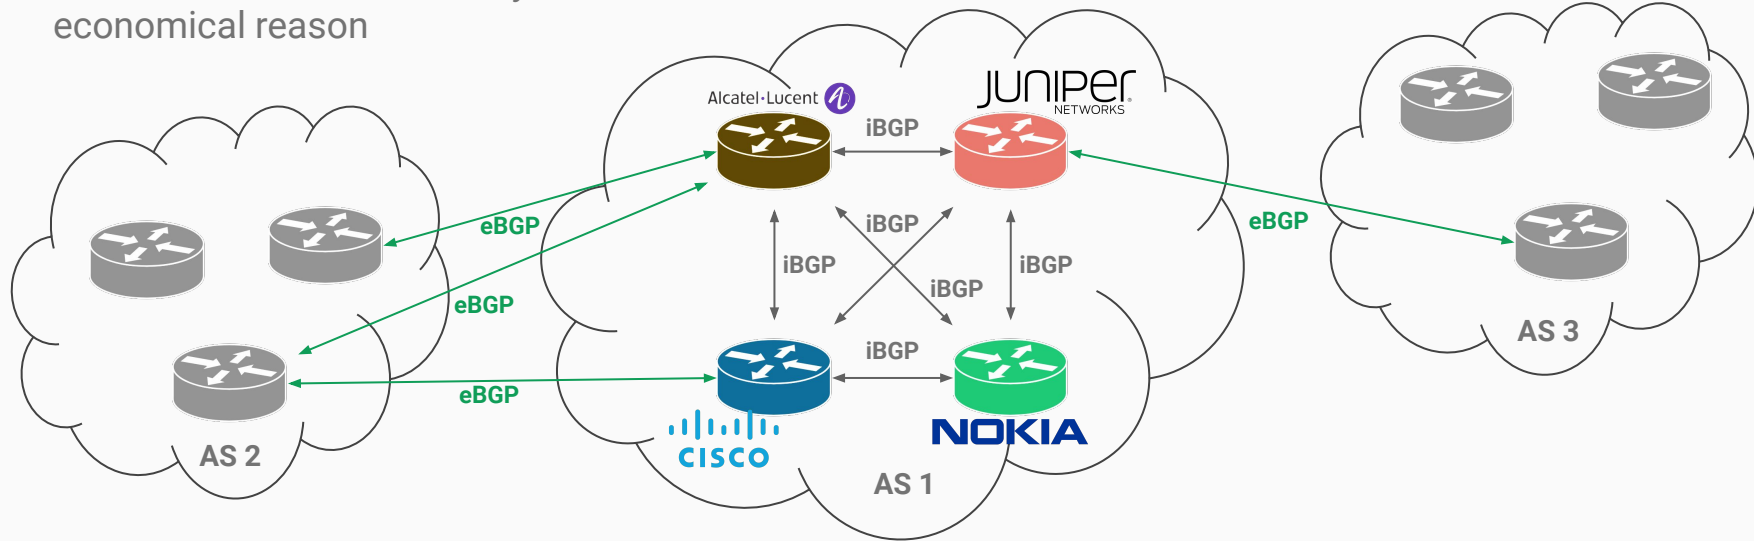 economical reason
Alcatel·Lucent
JUNIPER
NETWORKS
iBGP
eBGP
iBGP
eBGP
iBGP
iBGP
eBGP
iBGP
AS 3
iBGP
eBGP
CISCO
NOKIA
AS 2
AS 1